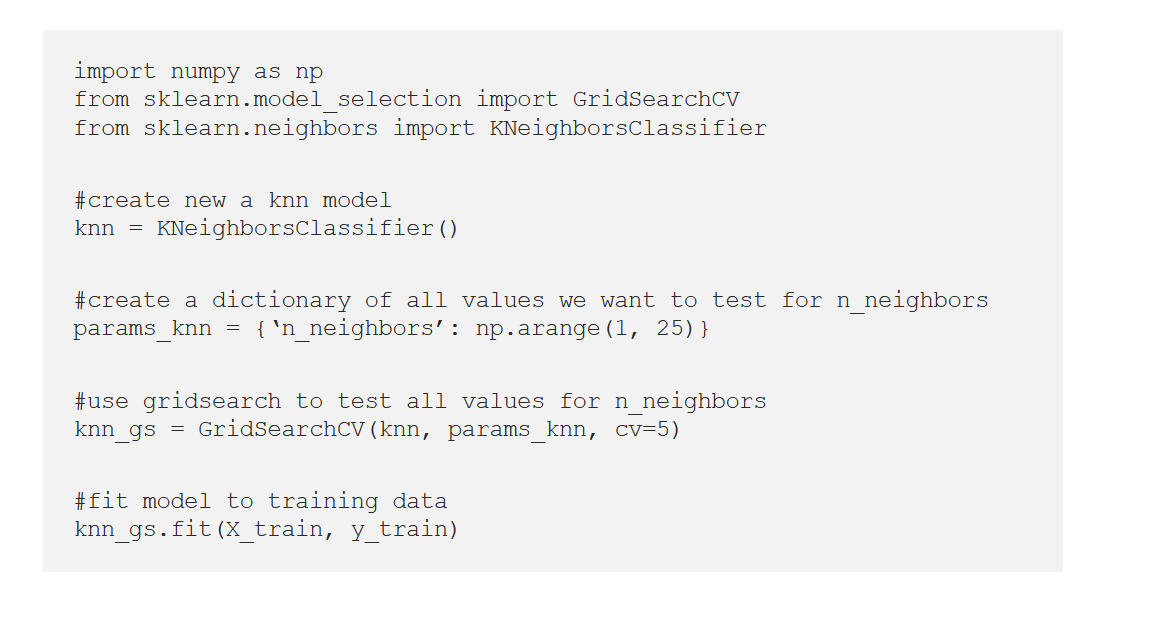 import numpy as np
from sklearn.model_selection import GridSearchCV
from sklearn.neighbors import KNeighborsClassifier
#create new a knn model
knn = KNeighborsClassifier()
#create a dictionary of all values we want to test for n_neighbors
params_knn = {‘n_neighbors’: np.arange(1, 25)}
#use gridsearch to test all values for n_neighbors
knn_gs = GridSearchCV(knn, params_knn, cv=5)
#fit model to training data
knn_gs.fit(X_train, y_train)